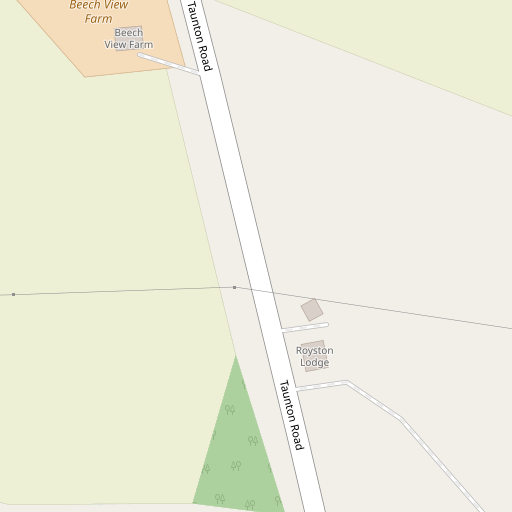 Beech View
Farm
Taunton Road
Beech
View Farm
Royston
Lodge
Taunton Road